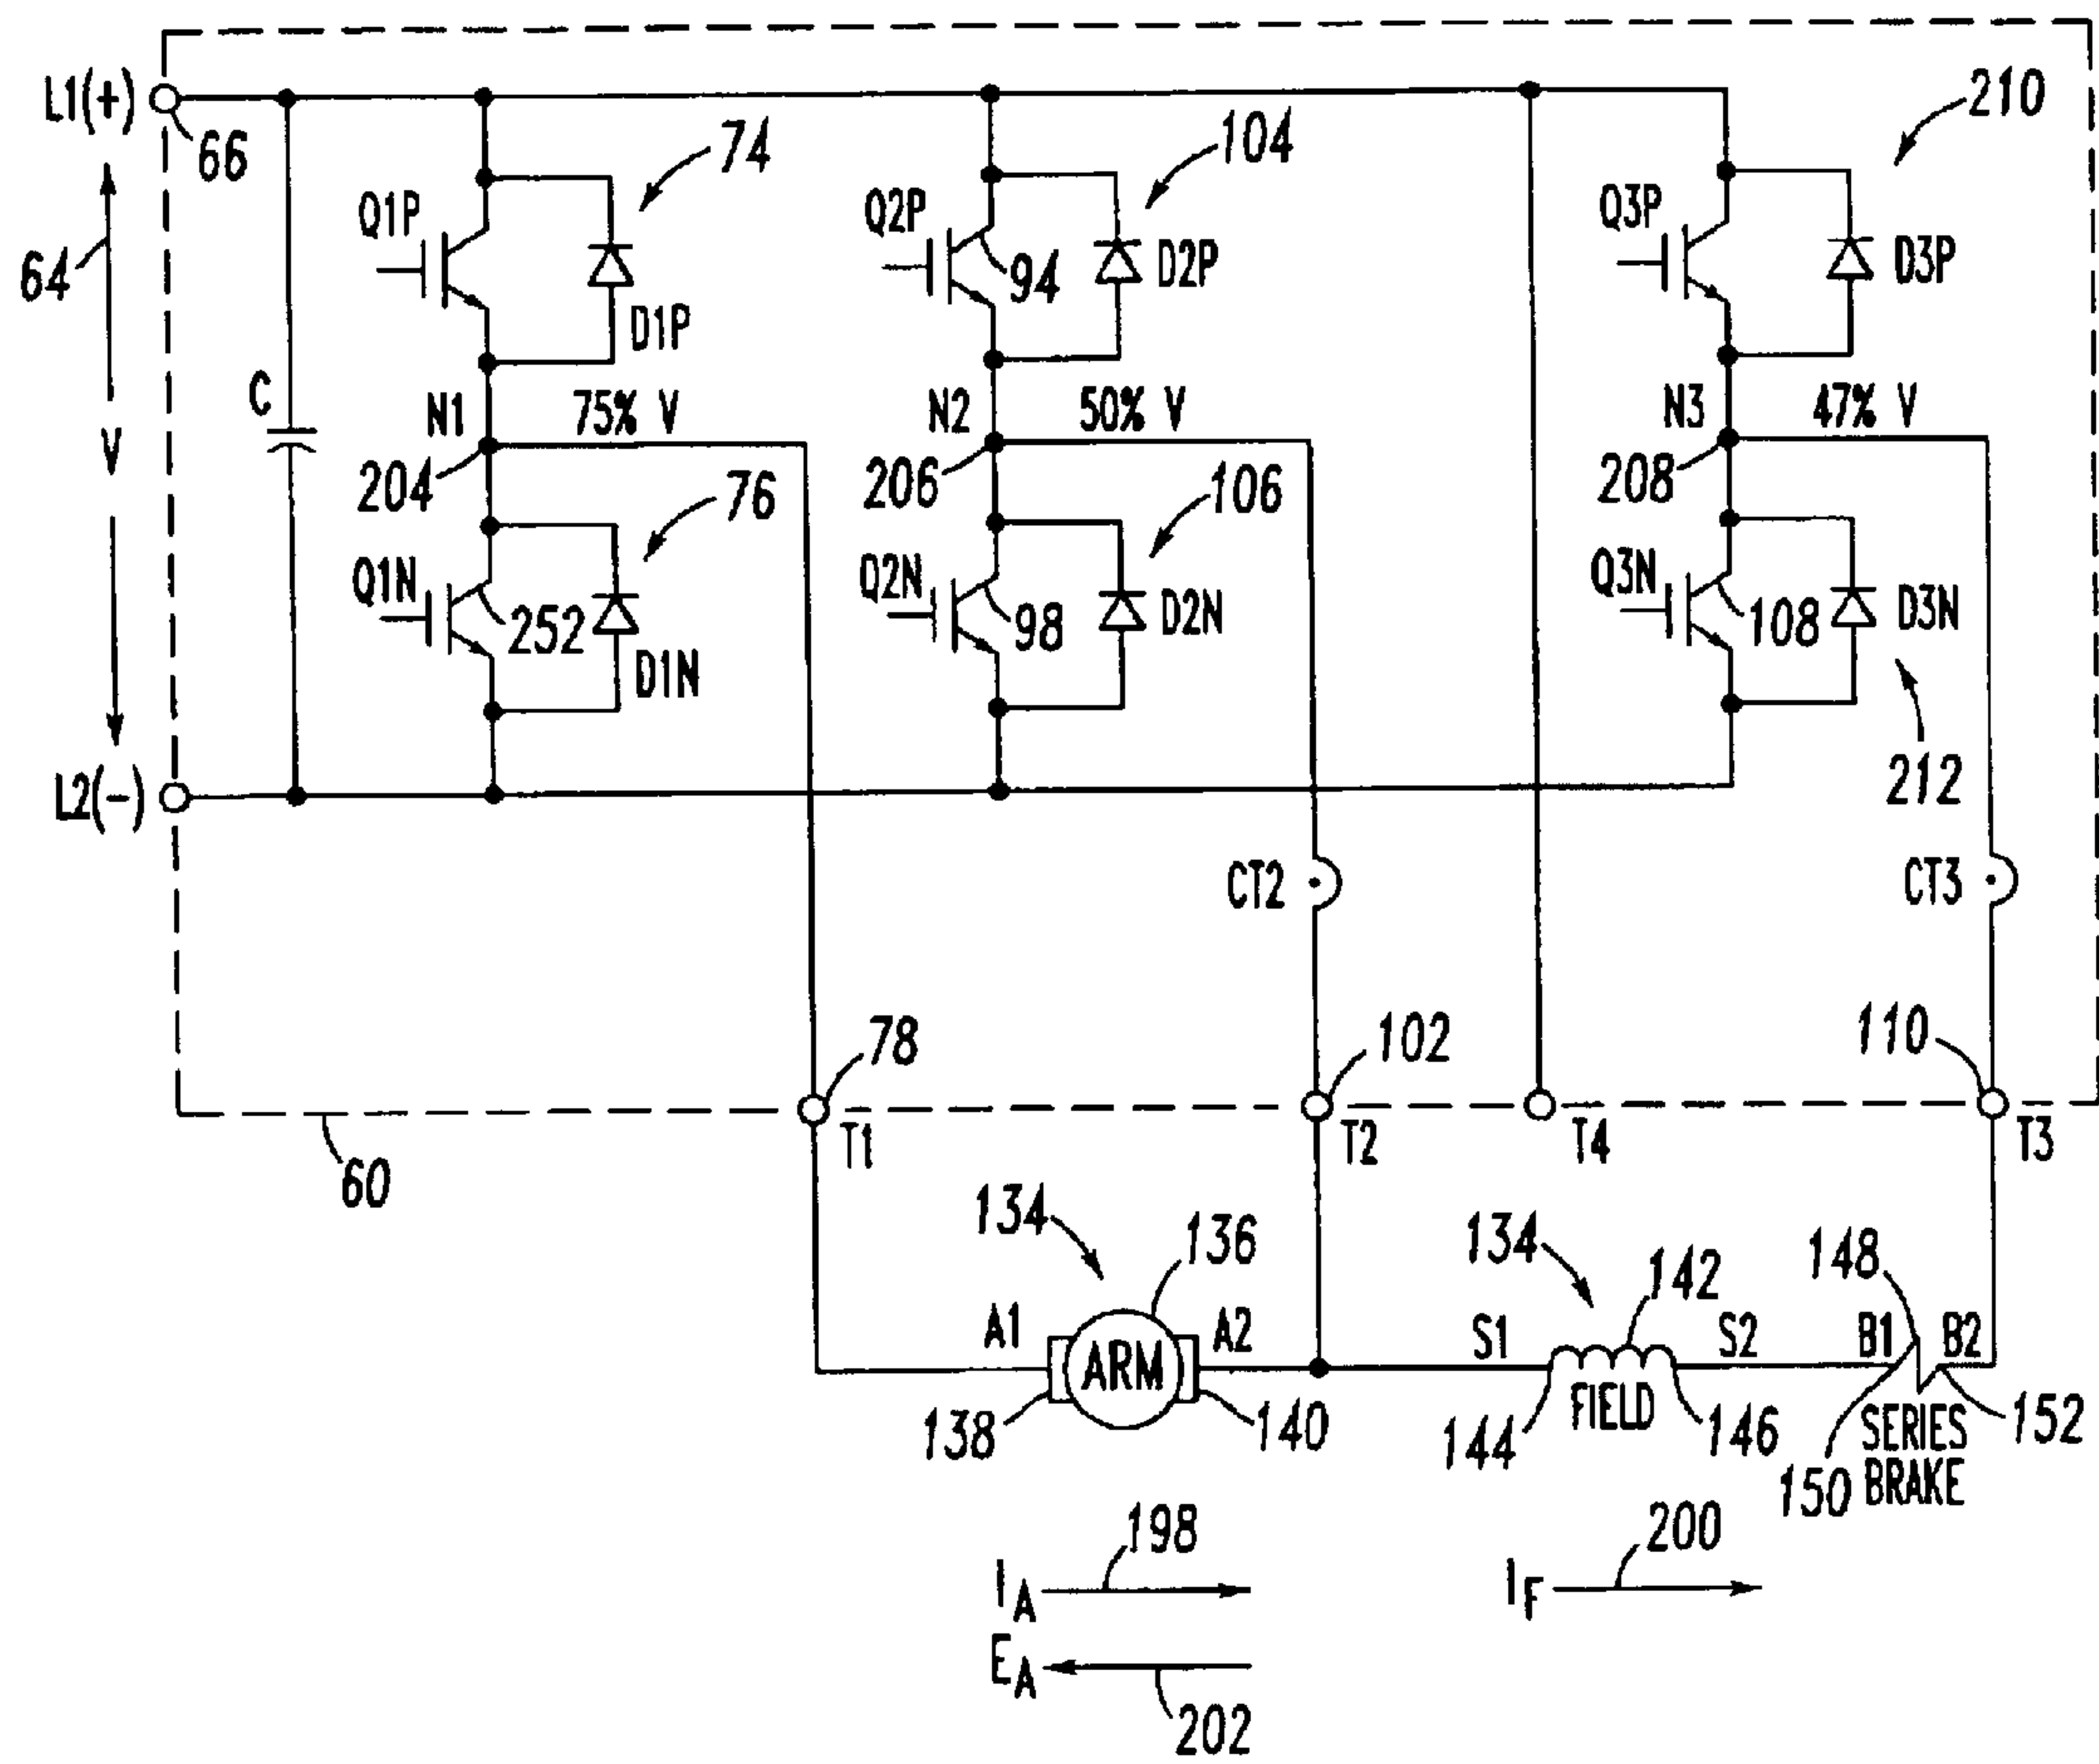 L1(+)
66
74
104
210
Q1P
Q2P
Q3P
94
D2P
D3P
64
D1P
C
N1
75% V
N2
50% V
N3
47% V
V
204
76
206
106
208
Q1N
252
D1N
Q2N
98
D2N
Q3N
108
D3N
212
L2(-)
CT2
CT3
78
102
110
T1
T2
T4
T3
60
134
136
134
142
148
A1
ARM
A2
S1
S2
B1
B2
138
140
144
FIELD
146
150
SERIES
BRAKE
152
IA
198
IF
200
EA
202